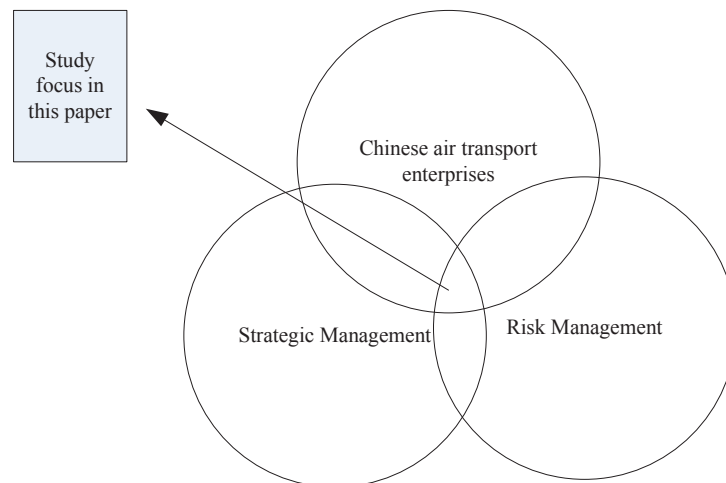 Study
focus in
this paper
Chinese air transport
enterprises
Strategic Management
Risk Management